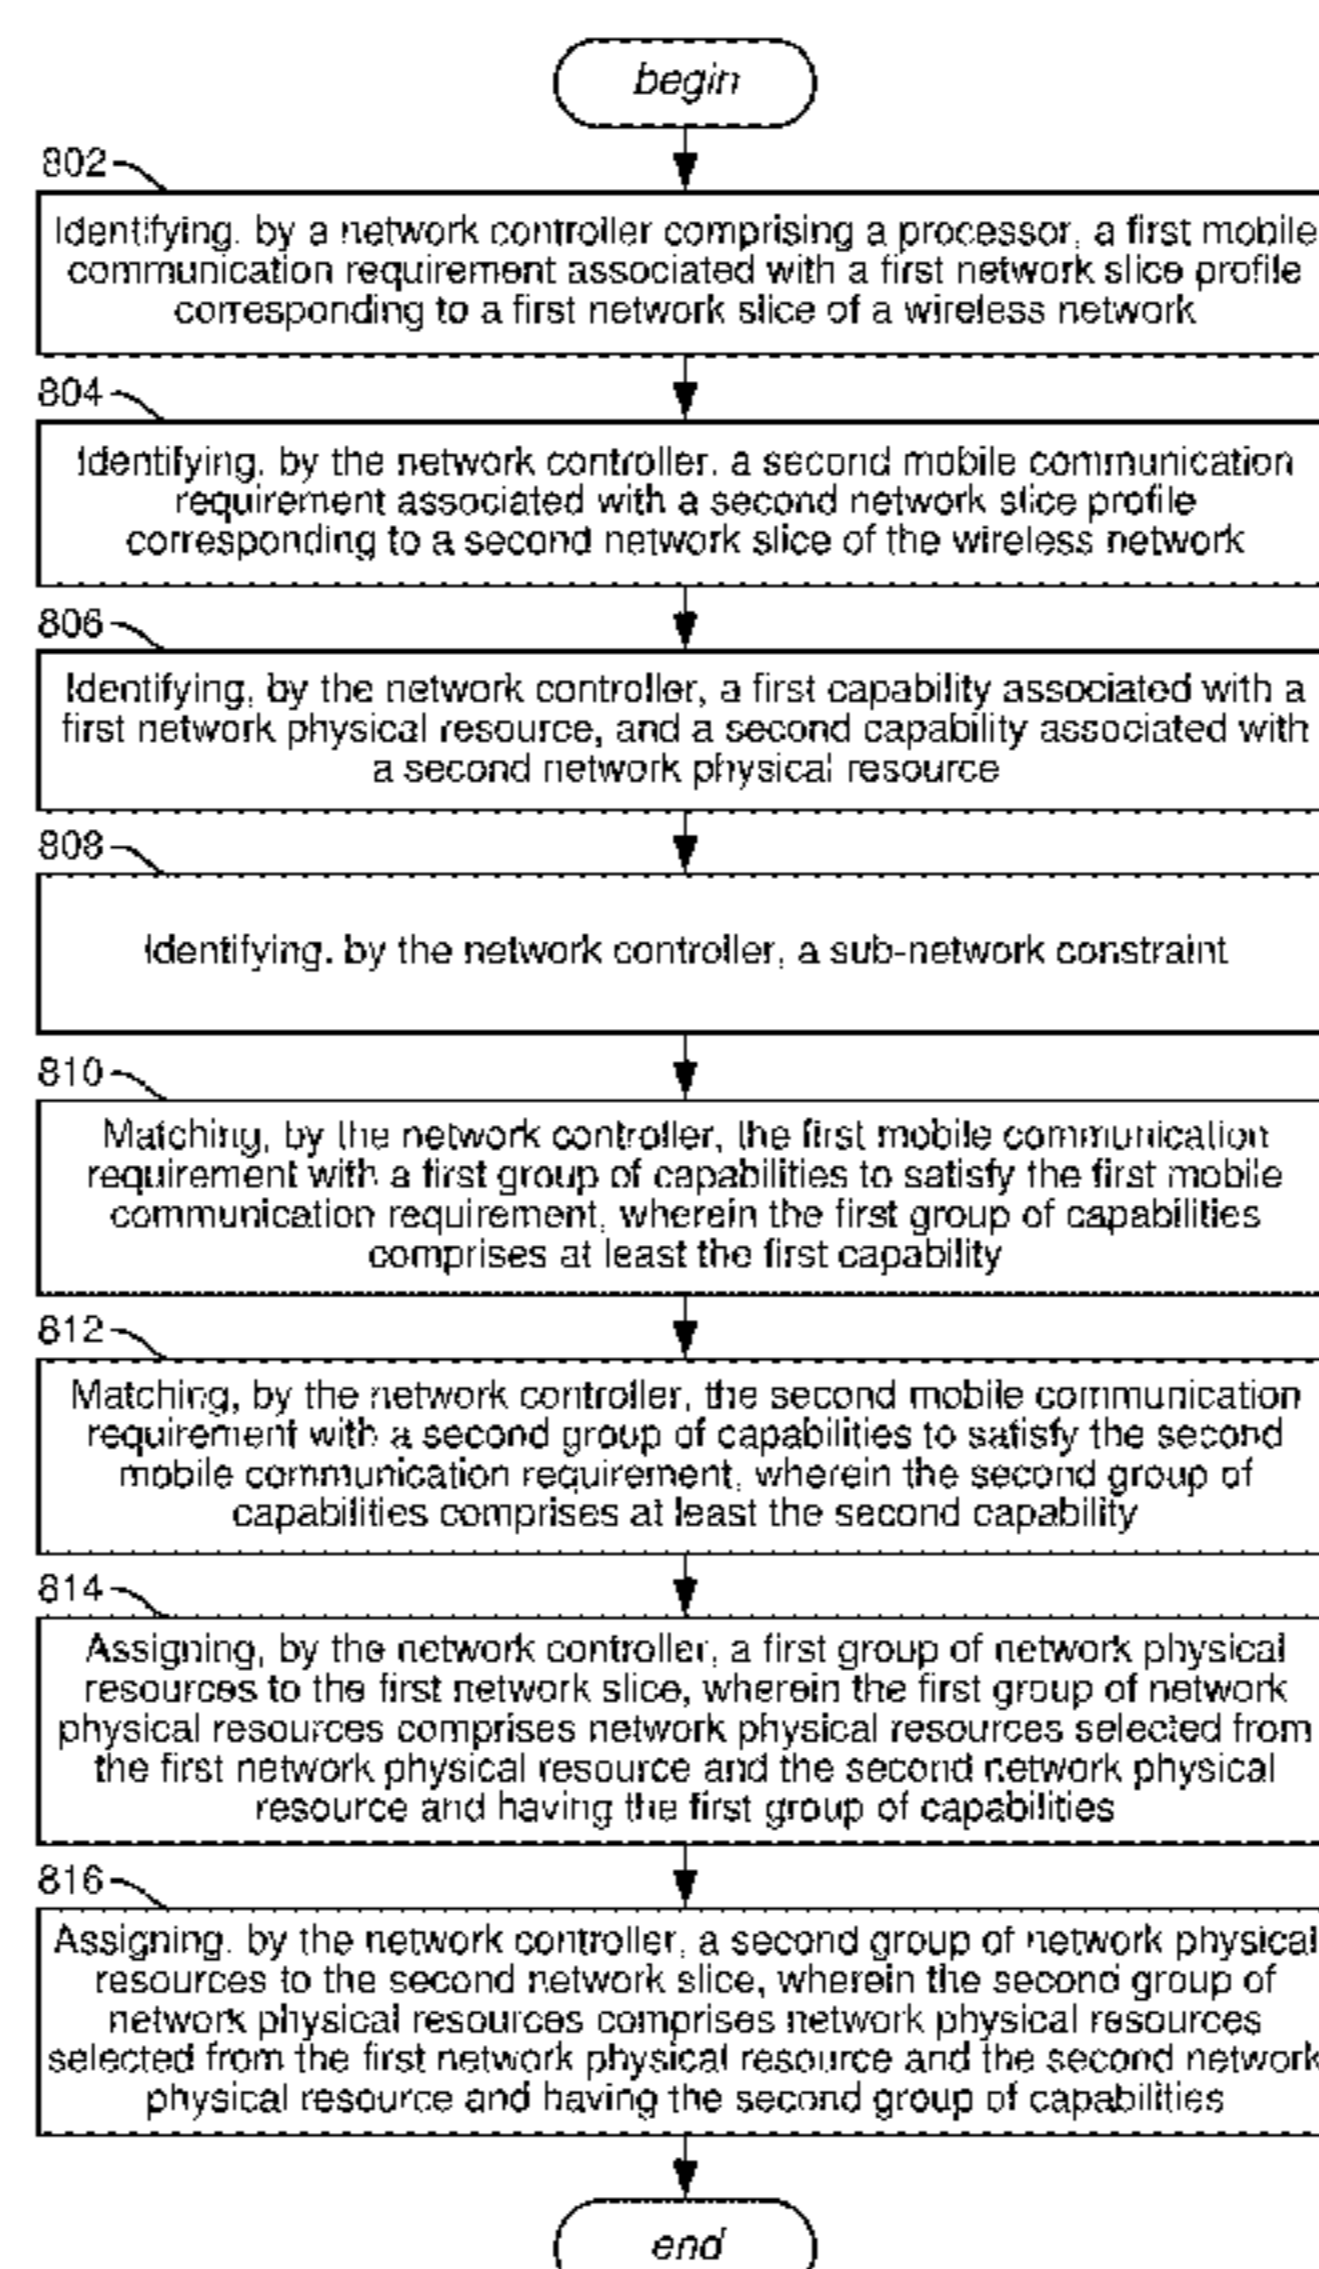 begin
802
Identifying, by a network controller comprising a processor, a first mobile
communication requirement associated with a first network slice profile
corresponding to a first network slice of a wireless network
804
Identifying, by the network controller, a second mobile communication
requirement associated with a second network slice profile
corresponding to a second network slice of the wireless network
806
Identifying, by the network controller, a first capability associated with a
first network physical resource, and a second capability associated with
a second network physical resource
808
Identifying, by the network controller, a sub-network constraint
810
Matching, by the network controller, the first mobile communication
requirement with a first group of capabilities to satisfy the first mobile
communication requirement, wherein the first group of capabilities
comprises at least the first capability
812
Matching, by the network controller, the second mobile communication
requirement with a second group of capabilities to satisfy the second
mobile communication requirement, wherein the second group of
capabilities comprises at least the second capability
814
Assigning, by the network controller, a first group of network physical
resources to the first network slice, wherein the first group of network
physical resources comprises network physical resources selected from
the first network physical resource and the second network physical
resource and having the first group of capabilities
816
Assigning, by the network controller, a second group of network physical
resources to the second network slice, wherein the second group of
network physical resources comprises network physical resources
selected from the first network physical resource and the second network
physical resource and having the second group of capabilities
end